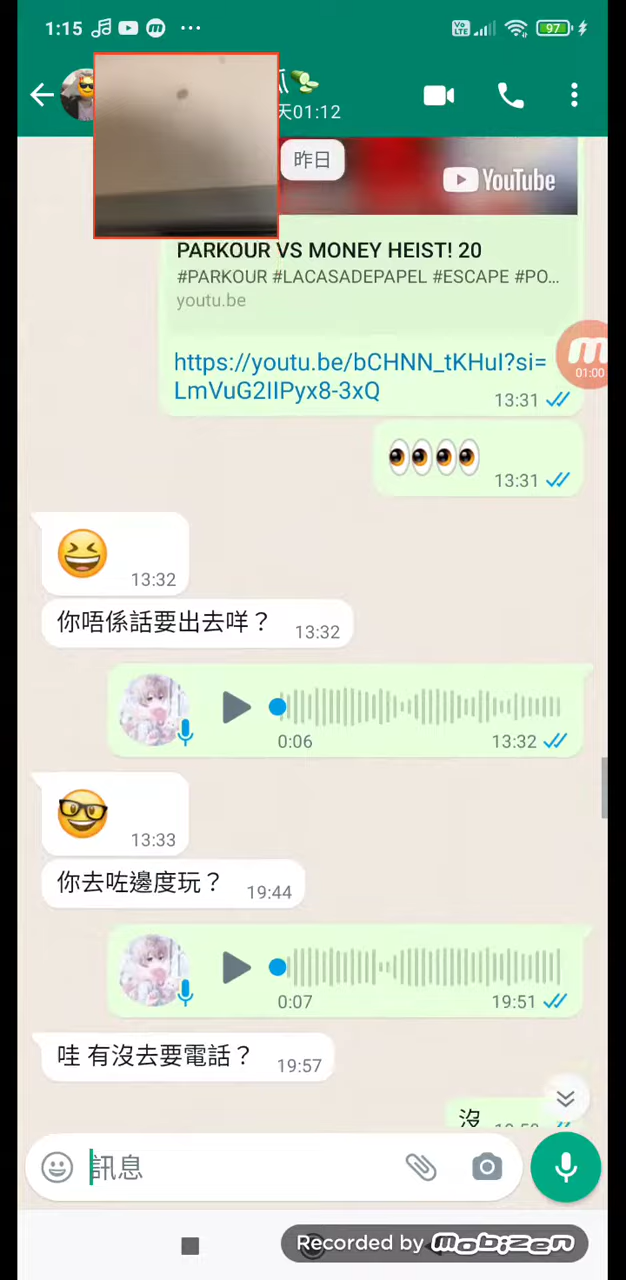 1:15
Vo LTE
97
天01:12
昨日
YouTube
PARKOUR VS MONEY HEIST! 20
#PARKOUR #LACASADEPAPEL #ESCAPE #PO...
youtu.be
https://youtu.be/bCHNN_tKHuI?si=
LmVuG2IIPyx8-3xQ
13:31
01:00
13:31
13:32
你唔係話要出去咩？
13:32
0:06
13:32
13:33
你去咗邊度玩？
19:44
0:07
19:51
哇 有沒去要電話？
19:57
沒
訊息
Recorded by mobizen